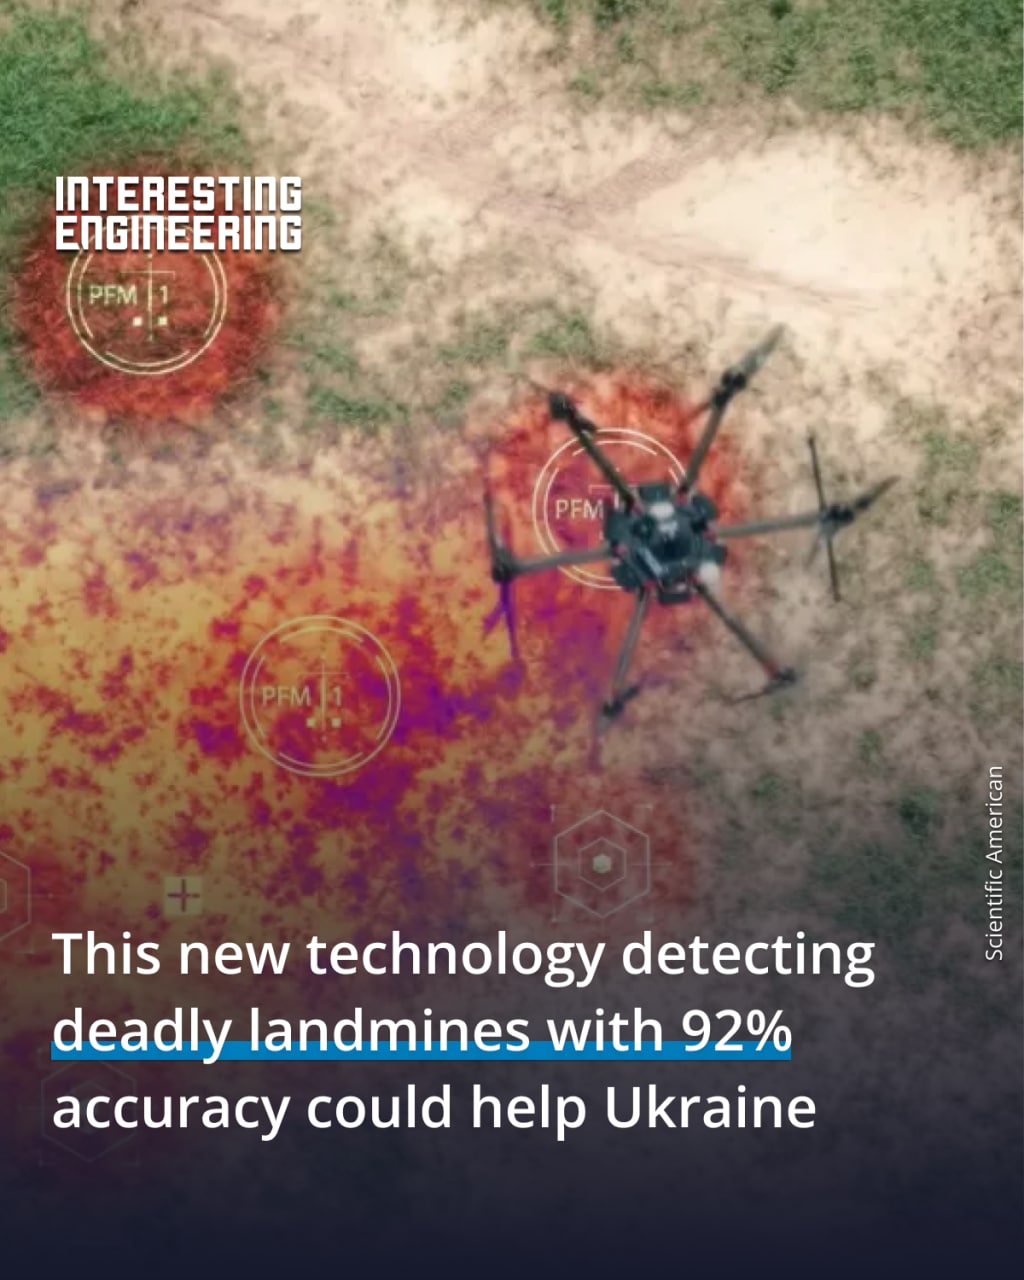 INTERESTING
ENGINEERING
PFM 1
PFM
PFM 1
Scientific American
This new technology detecting
deadly landmines with 92%
accuracy could help Ukraine